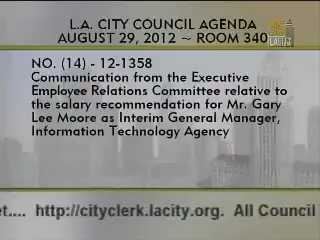 L.A. CITY COUNCIL AGENDA
AUGUST 29, 2012 ~ ROOM 340
NO. (14) - 12-1358
Communication from the Executive
Employee Relations Committee relative to
the salary recommendation for Mr. Gary
Lee Moore as Interim General Manager,
Information Technology Agency
et.... http://cityclerk.lacity.org. All Council